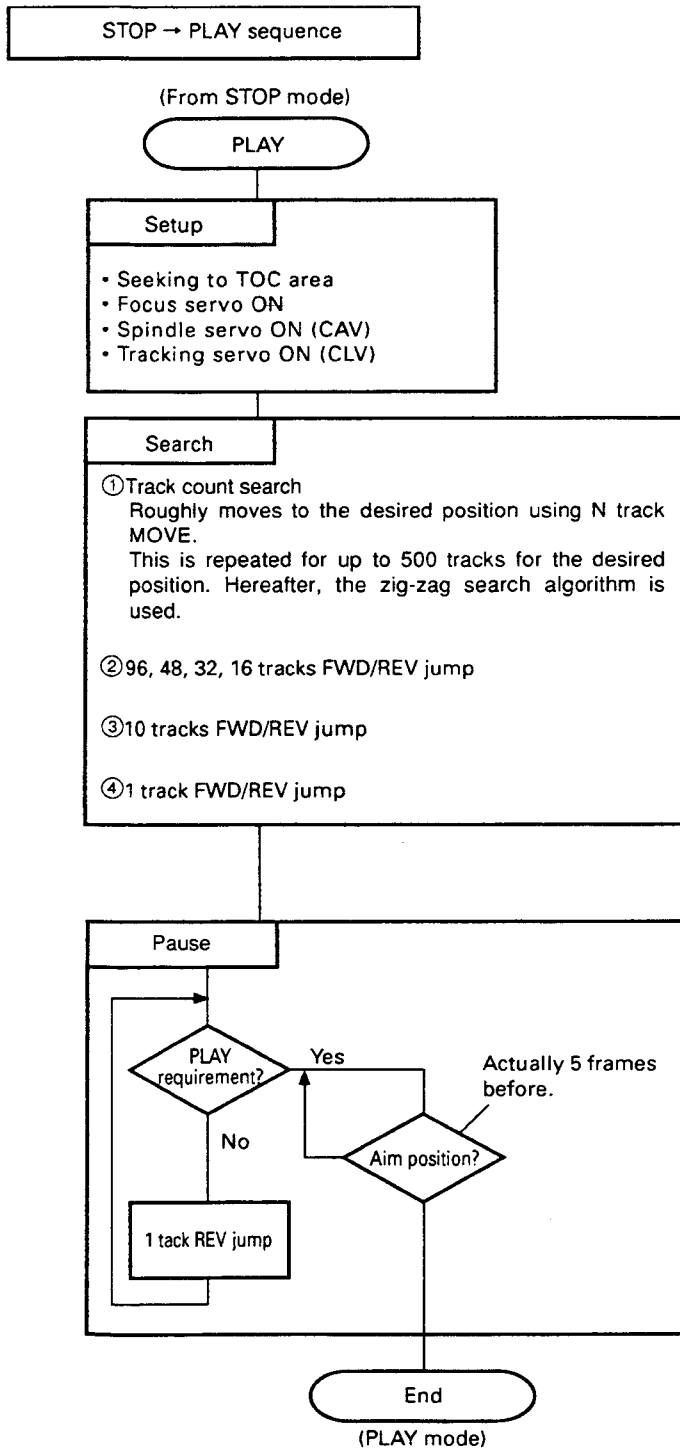 STOP → PLAY sequence
(From STOP mode)
PLAY
Setup
• Seeking to TOC area
• Focus servo ON
• Spindle servo ON (CAV)
• Tracking servo ON (CLV)
Search
①Track count search
Roughly moves to the desired position using N track
MOVE.
This is repeated for up to 500 tracks for the desired
position. Hereafter, the zig-zag search algorithm is
used.
②96, 48, 32, 16 tracks FWD/REV jump
③10 tracks FWD/REV jump
④1 track FWD/REV jump
Pause
PLAY
requirement?
Yes
No
1 tack REV jump
Actually 5 frames
before.
Aim position?
End
(PLAY mode)